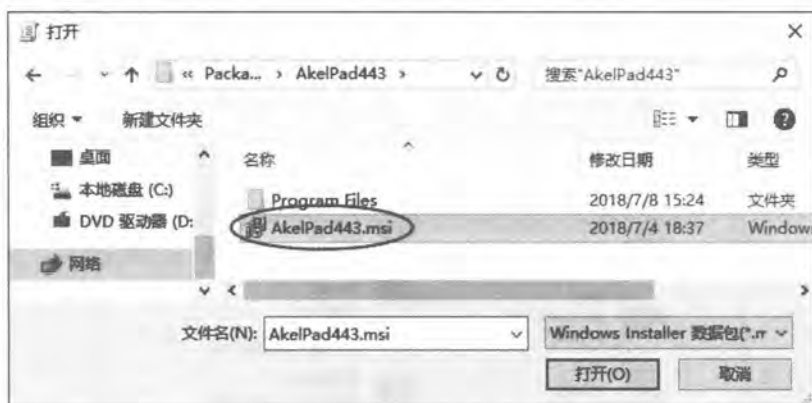 打开
« Packa... › AkelPad443 ›
搜索"AkelPad443"
组织 新建文件夹
名称 修改日期 类型
桌面
本地磁盘 (C:)
DVD 驱动器 (D:
网络
Program Files 2018/7/8 15:24 文件夹
AkelPad443.msi 2018/7/4 18:37 Window
文件名(N): AkelPad443.msi
Windows Installer 数据包(*.m
打开(O) 取消